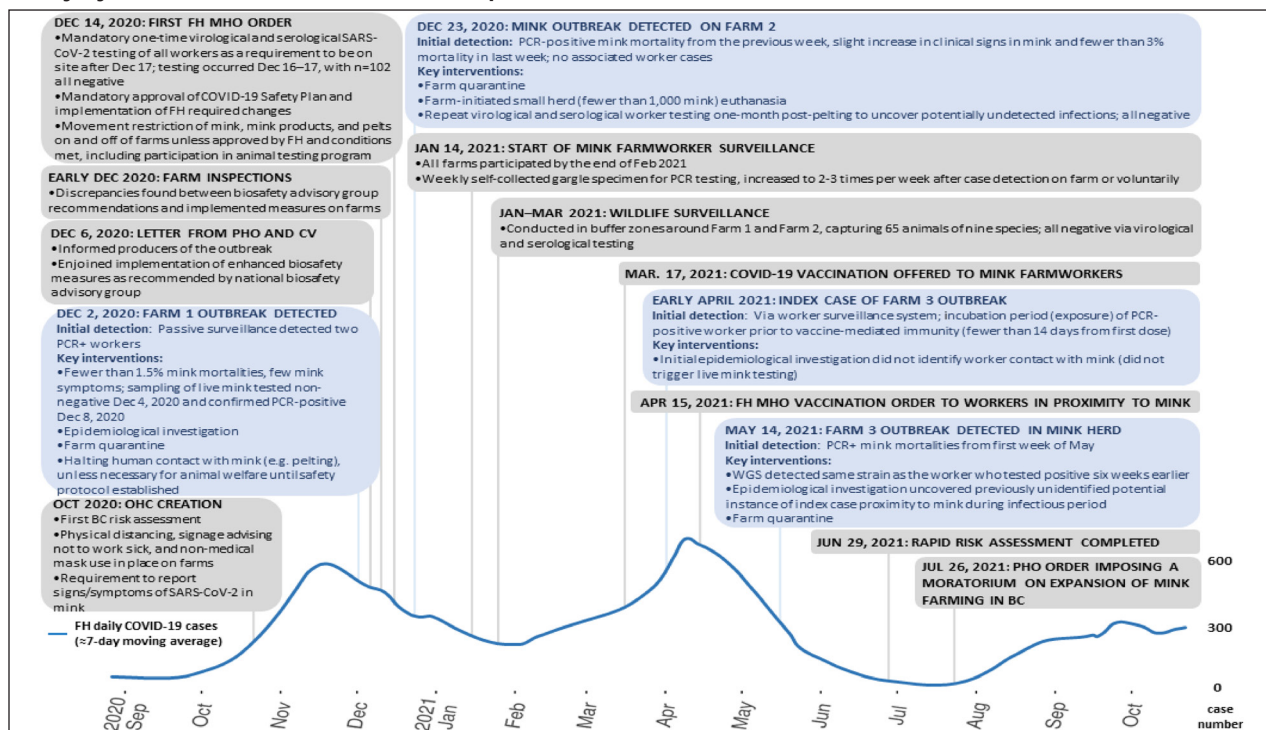 DEC 14, 2020: FIRST FH MHO ORDER
•Mandatory one-time virological and serological SARS-
CoV-2 testing of all workers as a requirement to be on
site after Dec 17; testing occurred Dec 16–17, with n=102
all negative
•Mandatory approval of COVID-19 Safety Plan and
implementation of FH required changes
•Movement restriction of mink, mink products, and pelts
on and off of farms unless approved by FH and conditions
met, including participation in animal testing program
EARLY DEC 2020: FARM INSPECTIONS
•Discrepancies found between biosafety advisory group
recommendations and implemented measures on farms
DEC 6, 2020: LETTER FROM PHO AND CV
•Informed producers of the outbreak
•Enjoined implementation of enhanced biosafety
measures as recommended by national biosafety
advisory group
DEC 2, 2020: FARM 1 OUTBREAK DETECTED
Initial detection: Passive surveillance detected two
PCR+ workers
Key interventions:
•Fewer than 1.5% mink mortalities, few mink
symptoms; sampling of live mink tested non-
negative Dec 4, 2020 and confirmed PCR-positive
Dec 8, 2020
•Epidemiological investigation
•Farm quarantine
•Halting human contact with mink (e.g. pelting),
unless necessary for animal welfare until safety
protocol established
OCT 2020: OHC CREATION
•First BC risk assessment
•Physical distancing, signage advising
not to work sick, and non-medical
mask use in place on farms
•Requirement to report
signs/symptoms of SARS-CoV-2 in
mink
FH daily COVID-19 cases
(≈7-day moving average)
DEC 23, 2020: MINK OUTBREAK DETECTED ON FARM 2
Initial detection: PCR-positive mink mortality from the previous week, slight increase in clinical signs in mink and fewer than 3%
mortality in last week; no associated worker cases
Key interventions:
•Farm quarantine
•Farm-initiated small herd (fewer than 1,000 mink) euthanasia
•Repeat virological and serological worker testing one-month post-pelting to uncover potentially undetected infections; all negative
JAN 14, 2021: START OF MINK FARMWORKER SURVEILLANCE
•All farms participated by the end of Feb 2021
•Weekly self-collected gargle specimen for PCR testing, increased to 2-3 times per week after case detection on farm or voluntarily
JAN–MAR 2021: WILDLIFE SURVEILLANCE
•Conducted in buffer zones around Farm 1 and Farm 2, capturing 65 animals of nine species; all negative via virological
and serological testing
MAR. 17, 2021: COVID-19 VACCINATION OFFERED TO MINK FARMWORKERS
EARLY APRIL 2021: INDEX CASE OF FARM 3 OUTBREAK
Initial detection: Via worker surveillance system; incubation period (exposure) of PCR-
positive worker prior to vaccine-mediated immunity (fewer than 14 days from first dose)
Key interventions:
•Initial epidemiological investigation did not identify worker contact with mink (did not
trigger live mink testing)
APR 15, 2021: FH MHO VACCINATION ORDER TO WORKERS IN PROXIMITY TO MINK
MAY 14, 2021: FARM 3 OUTBREAK DETECTED IN MINK HERD
Initial detection: PCR+ mink mortalities from first week of May
Key interventions:
•WGS detected same strain as the worker who tested positive six weeks earlier
•Epidemiological investigation uncovered previously unidentified potential
instance of index case proximity to mink during infectious period
•Farm quarantine
JUN 29, 2021: RAPID RISK ASSESSMENT COMPLETED
JUL 26, 2021: PHO ORDER IMPOSING A
MORATORIUM ON EXPANSION OF MINK
FARMING IN BC
600
300
0
case
number
2020
Sep
Oct
Nov
Dec
2021
Jan
Feb
Mar
Apr
May
Jun
Jul
Aug
Sep
Oct